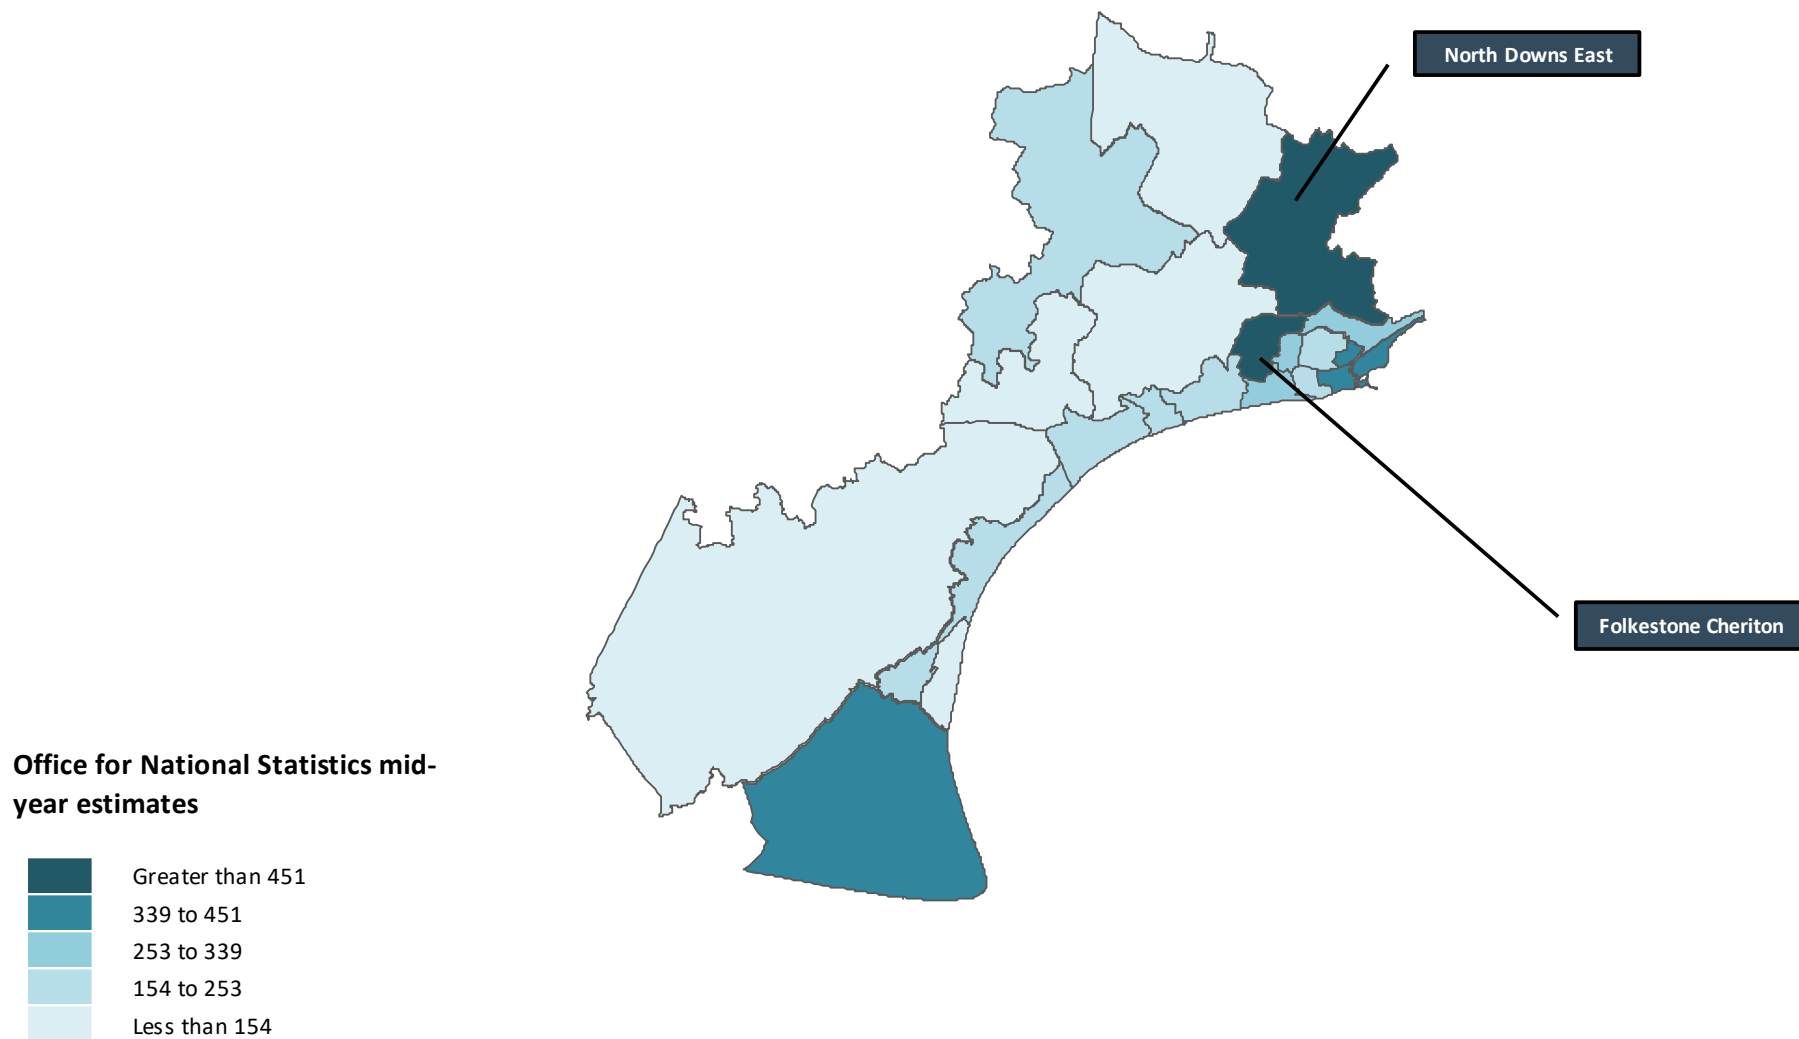 North Downs East
Folkestone Cheriton
Office for National Statistics mid-
year estimates
Greater than 451
339 to 451
253 to 339
154 to 253
Less than 154